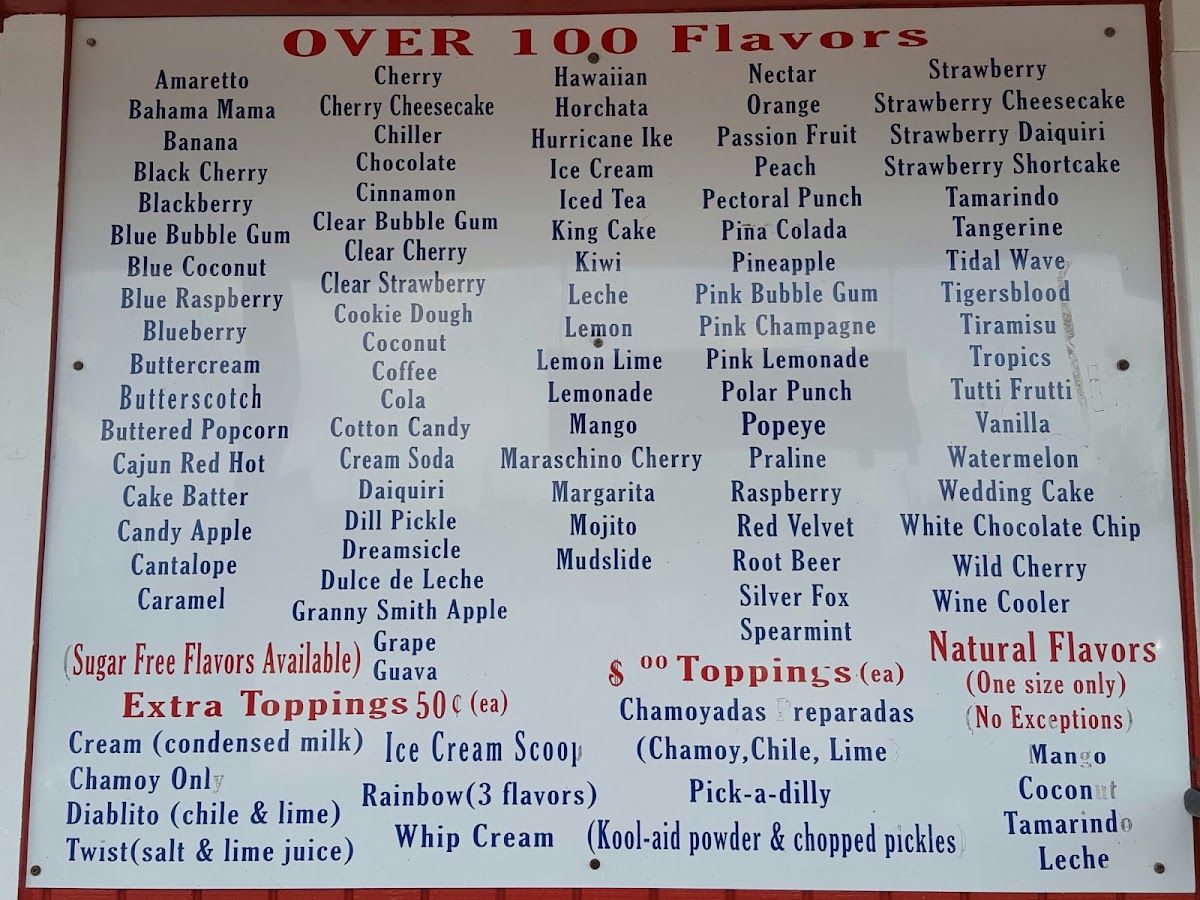 OVER 100 Flavors
Amaretto
Bahama Mama
Banana
Black Cherry
Blackberry
Blue Bubble Gum
Blue Coconut
Blue Raspberry
Blueberry
Buttercream
Butterscotch
Buttered Popcorn
Cajun Red Hot
Cake Batter
Candy Apple
Cantalope
Caramel
Cherry
Cherry Cheesecake
Chiller
Chocolate
Cinnamon
Clear Bubble Gum
Clear Cherry
Clear Strawberry
Cookie Dough
Coconut
Coffee
Cola
Cotton Candy
Cream Soda
Daiquiri
Dill Pickle
Dreamsicle
Dulce de Leche
Granny Smith Apple
Grape
Guava
Hawaiian
Horchata
Hurricane Ike
Ice Cream
Iced Tea
King Cake
Kiwi
Leche
Lemon
Lemon Lime
Lemonade
Mango
Maraschino Cherry
Margarita
Mojito
Mudslide
Nectar
Orange
Passion Fruit
Peach
Pectoral Punch
Pina Colada
Pineapple
Pink Bubble Gum
Pink Champagne
Pink Lemonade
Polar Punch
Popeye
Praline
Raspberry
Red Velvet
Root Beer
Silver Fox
Spearmint
Strawberry
Strawberry Cheesecake
Strawberry Daiquiri
Strawberry Shortcake
Tamarindo
Tangerine
Tidal Wave
Tigersblood
Tiramisu
Tropics
Tutti Frutti
Vanilla
Watermelon
Wedding Cake
White Chocolate Chip
Wild Cherry
Wine Cooler
(Sugar Free Flavors Available)
Extra Toppings 50¢ (ea)
Cream (condensed milk)
Chamoy Only
Diablito (chile & lime)
Twist(salt & lime juice)
Ice Cream Scoop
Rainbow(3 flavors)
Whip Cream
$ 00 Toppings (ea)
Chamoyadas Preparadas
(Chamoy,Chile, Lime)
Pick-a-dilly
(Kool-aid powder & chopped pickles)
Natural Flavors
(One size only)
(No Exceptions)
Mango
Coconut
Tamarindo
Leche